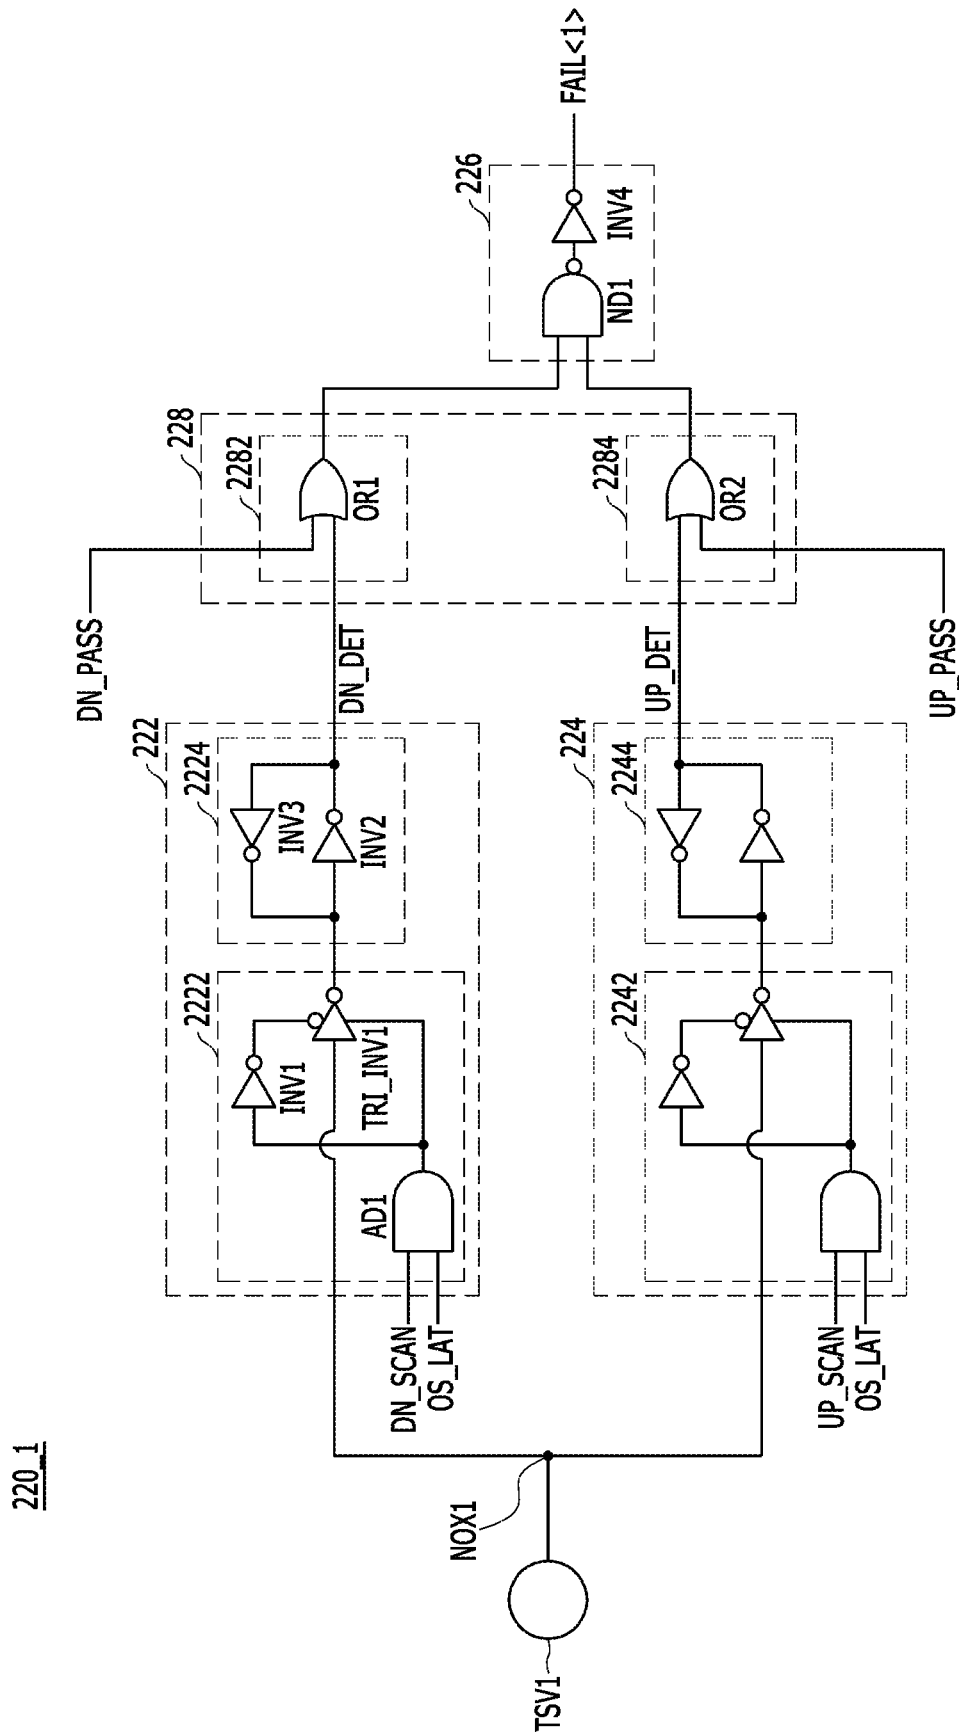 220_1
TSV1
NOX1
DN_SCAN
OS_LAT
AD1
INV1
TRI_INV1
2222
222
2224
INV3
INV2
DN_PASS
DN_DET
228
2282
OR1
UP_SCAN
OS_LAT
2242
224
2244
UP_DET
UP_PASS
2284
OR2
226
ND1
INV4
FAIL<1>